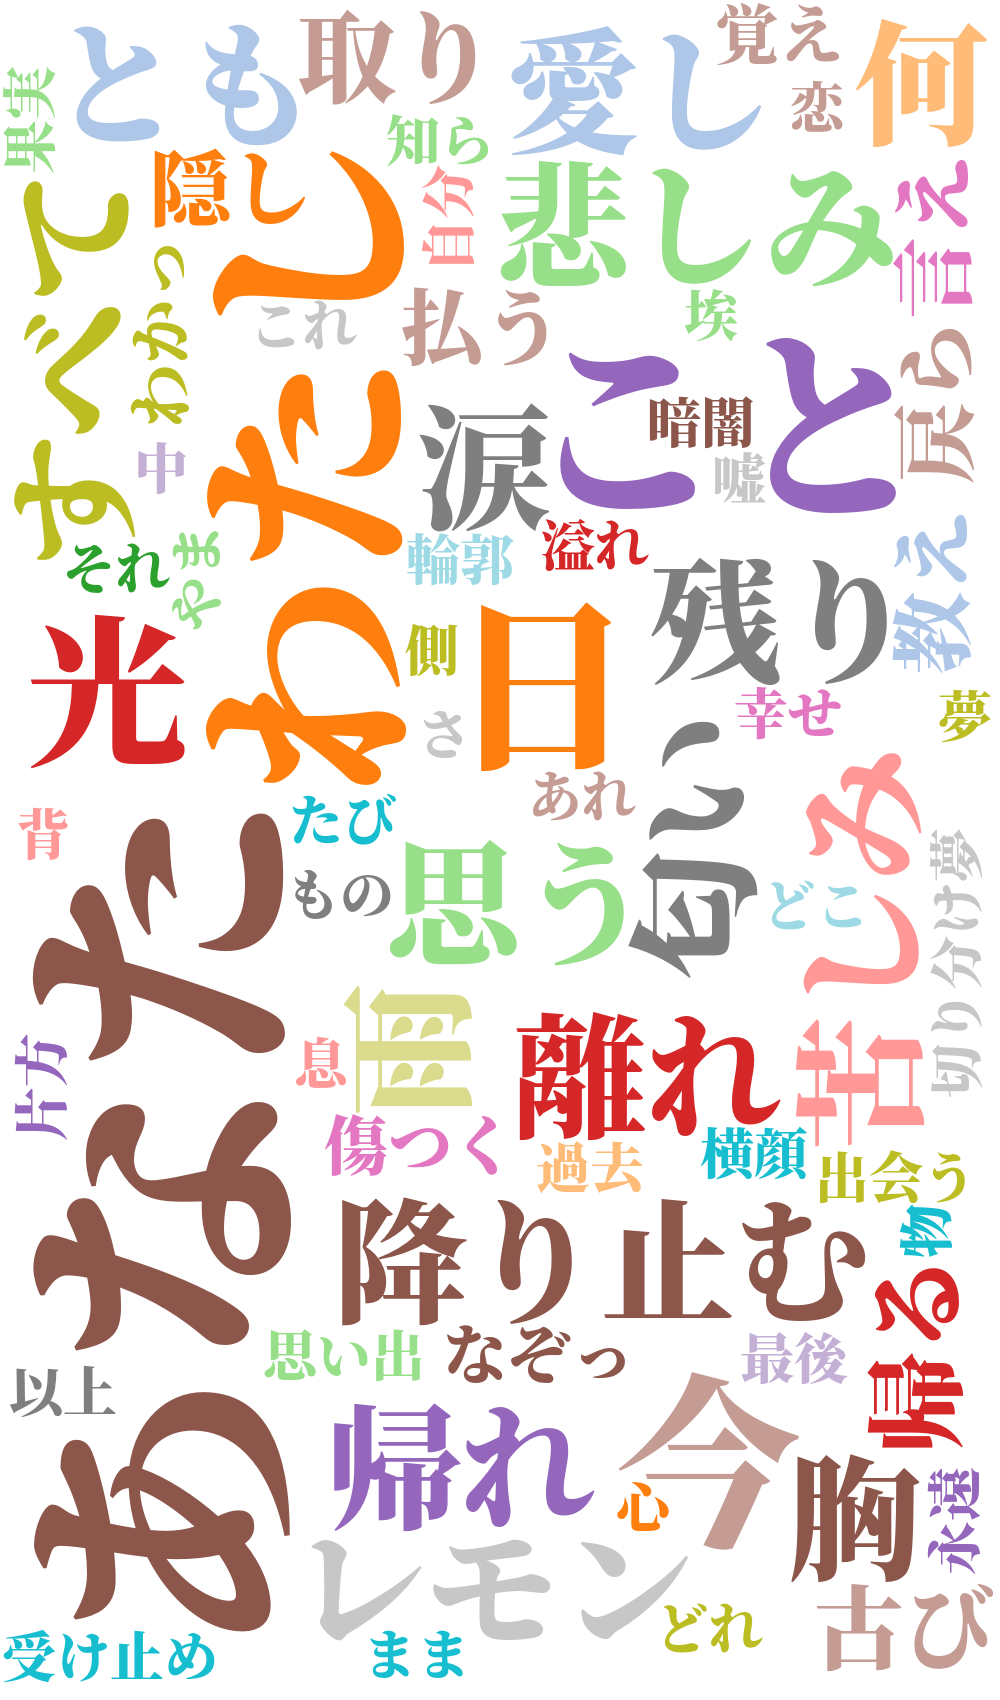 とも
取り
愛し
覚え
恋
何
果実
知ら
隠し
自分
悲しみ
言え
すべて
わかっ
わたし
これ
払う
埃
こと
戻ら
涙
暗闇
嘘
中
それ
やま
輪郭
溢れ
残り
教え
光
側
日
さ
幸せ
夢
匂い
苦しみ
あなた
背
たび
あれ
もの
思う
どこ
切り分け夢
雨
離れ
片方
息
傷つく
過去
横顔
出会う
物
降り止む
帰る
思い出
なぞっ
最後
以上
帰れ
今
心
胸
永遠
レモン
古び
どれ
受け止め
まま